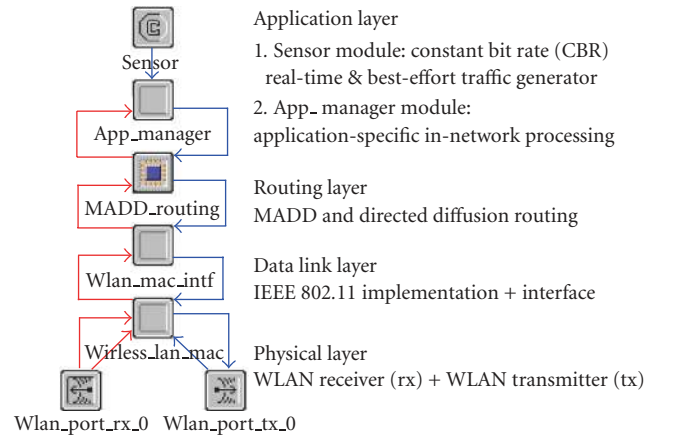 Application layer
Sensor
1. Sensor module: constant bit rate (CBR)
real-time & best-effort traffic generator
App_manager
2. App_ manager module:
application-specific in-network processing
MADD_routing
Routing layer
MADD and directed diffusion routing
Wlan_mac_intf
Data link layer
IEEE 802.11 implementation + interface
Wirless_lan_mac
Physical layer
WLAN receiver (rx) + WLAN transmitter (tx)
Wlan_port_rx_0 Wlan_port_tx_0